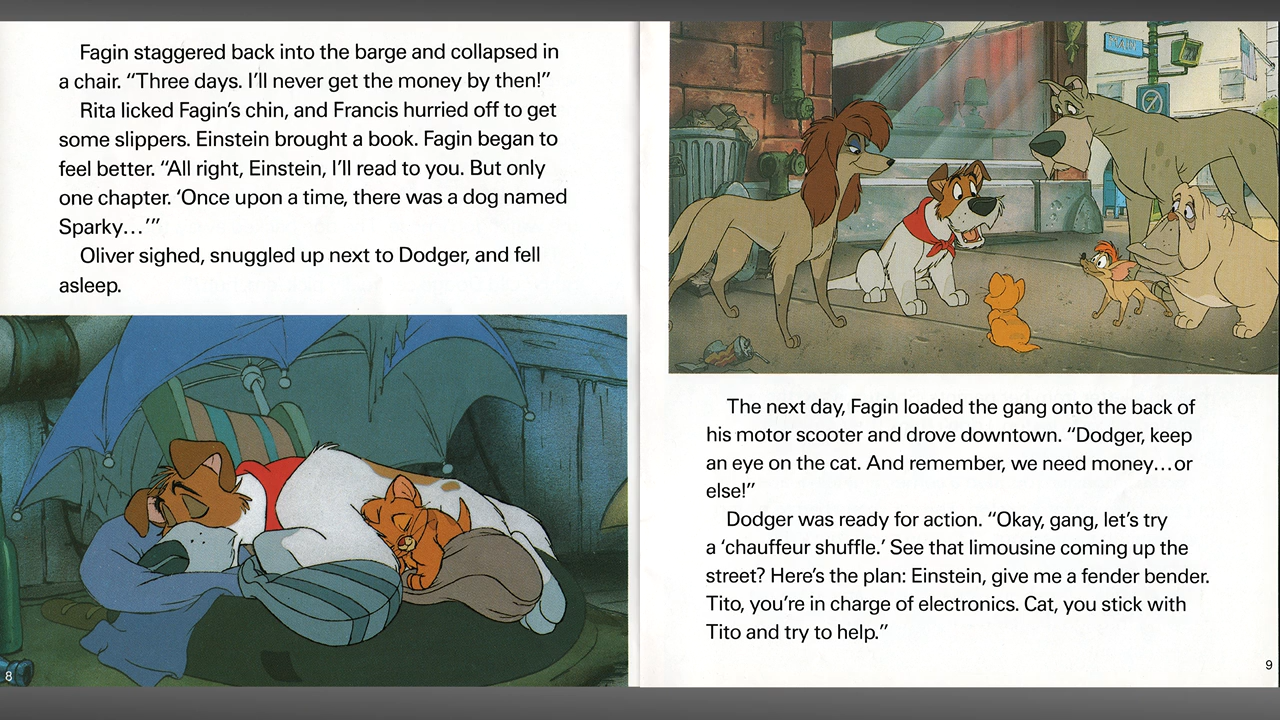 Fagin staggered back into the barge and collapsed in
a chair. “Three days. I’ll never get the money by then!”
Rita licked Fagin’s chin, and Francis hurried off to get
some slippers. Einstein brought a book. Fagin began to
feel better. “All right, Einstein, I’ll read to you. But only
one chapter. ‘Once upon a time, there was a dog named
Sparky…’”
Oliver sighed, snuggled up next to Dodger, and fell
asleep.
8
The next day, Fagin loaded the gang onto the back of
his motor scooter and drove downtown. “Dodger, keep
an eye on the cat. And remember, we need money…or
else!”
Dodger was ready for action. “Okay, gang, let’s try
a ‘chauffeur shuffle.’ See that limousine coming up the
street? Here’s the plan: Einstein, give me a fender bender.
Tito, you’re in charge of electronics. Cat, you stick with
Tito and try to help.”
9